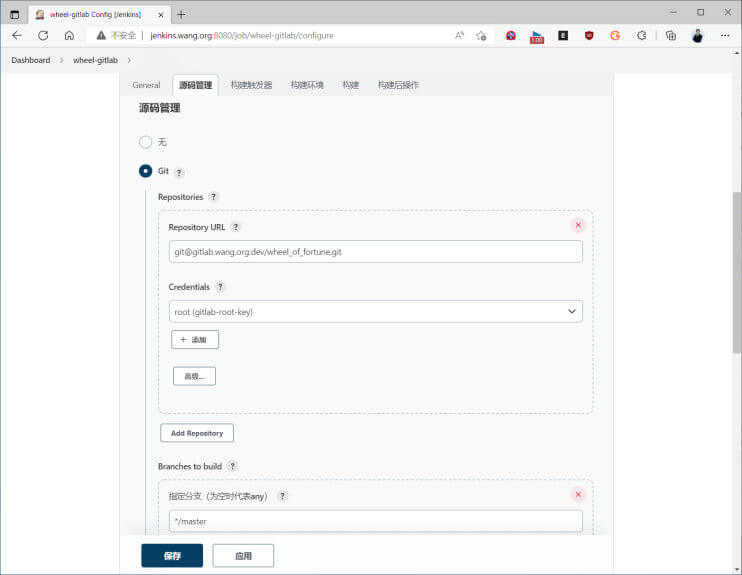 wheel-gitlab Config [Jenkins]
不安全 | jenkins.wang.org:8080/job/wheel-gitlab/configure
Dashboard > wheel-gitlab >
General 源码管理 构建触发器 构建环境 构建 构建后操作
源码管理
无
Git ?
Repositories ?
Repository URL ?
git@gitlab.wang.org:dev/wheel_of_fortune.git
Credentials ?
root (gitlab-root-key)
+ 添加
高级...
Add Repository
Branches to build ?
指定分支（为空时代表any） ?
*/master
保存 应用